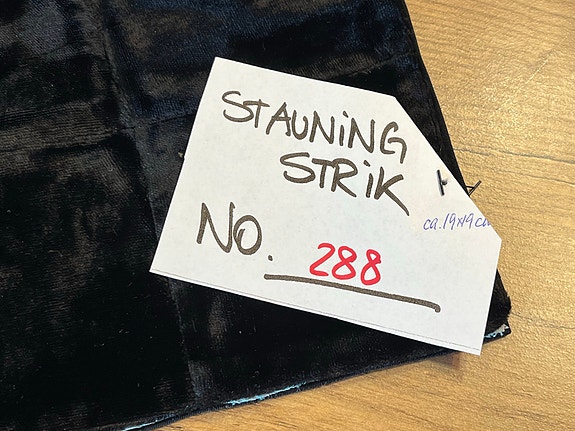 STAUNiNG
STRiK
ca. 19x19 cm
NO. 288